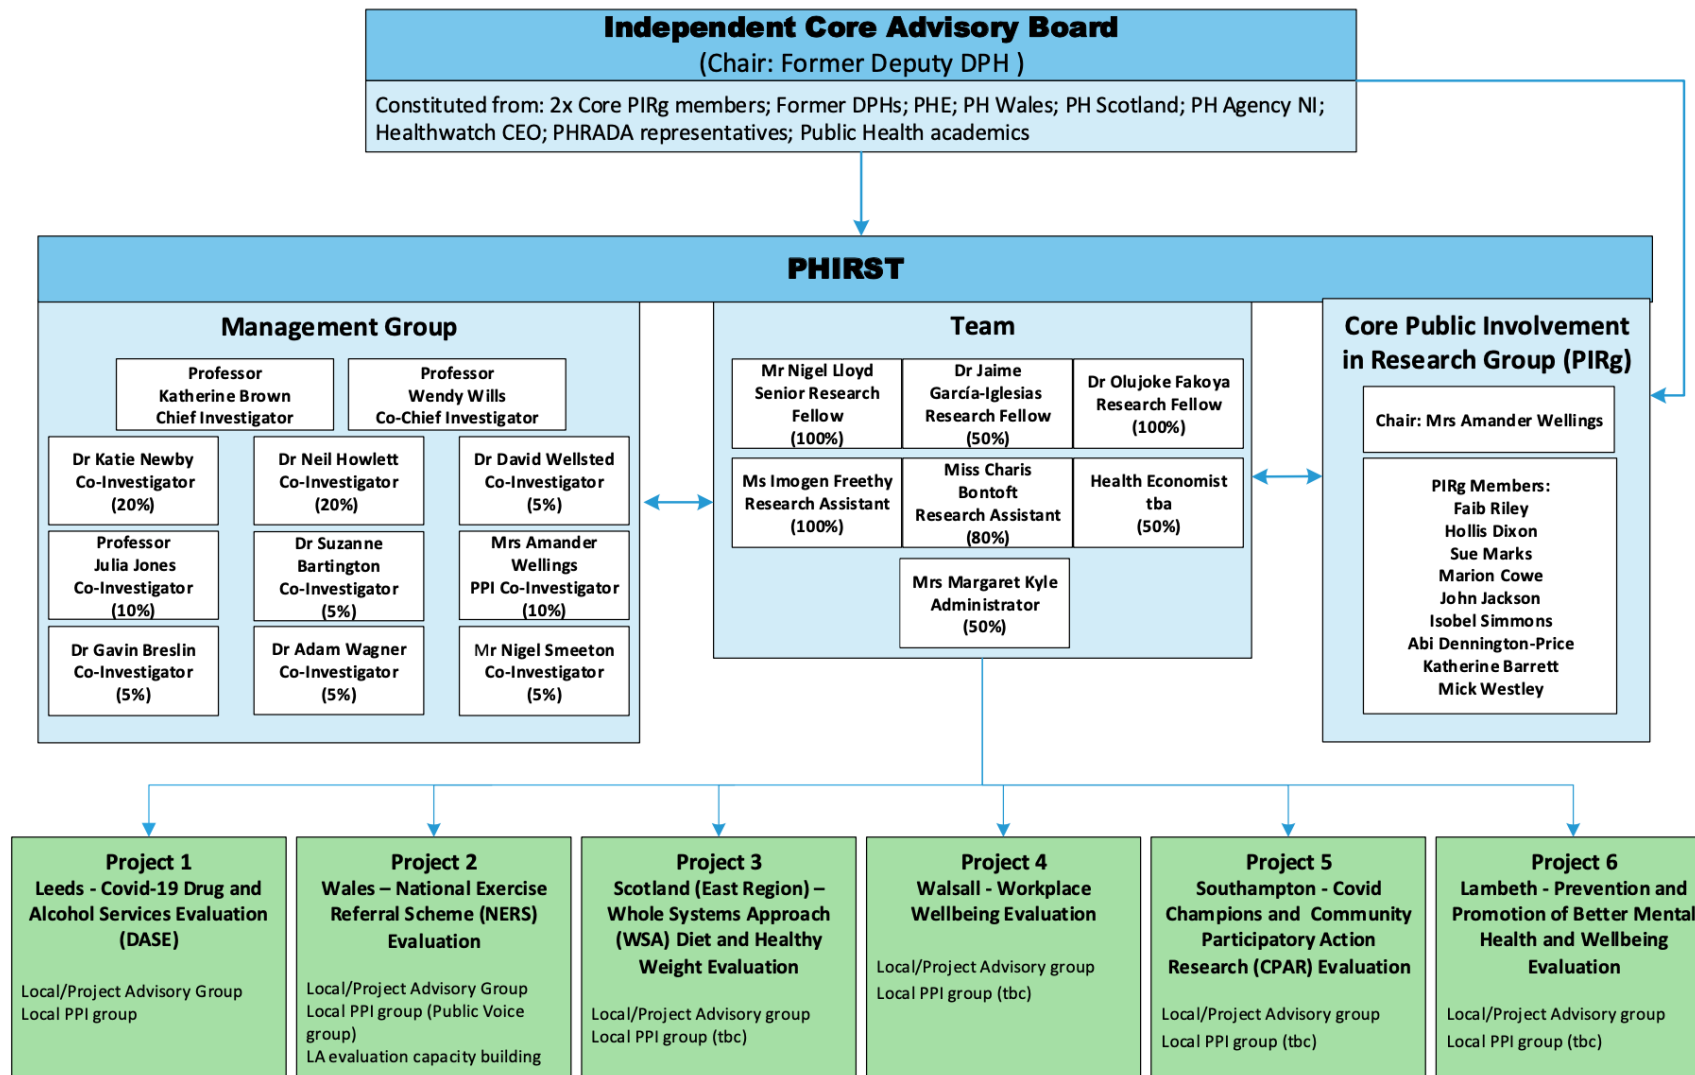 Independent Core Advisory Board
(Chair: Former Deputy DPH )
Constituted from: 2x Core PIRg members; Former DPHs; PHE; PH Wales; PH Scotland; PH Agency NI;
Healthwatch CEO; PHRADA representatives; Public Health academics
PHIRST
Management Group
Professor
Katherine Brown
Chief Investigator
Professor
Wendy Wills
Co-Chief Investigator
Dr Katie Newby
Co-Investigator
(20%)
Dr Neil Howlett
Co-Investigator
(20%)
Dr David Wellsted
Co-Investigator
(5%)
Professor
Julia Jones
Co-Investigator
(10%)
Dr Suzanne
Bartington
Co-Investigator
(5%)
Mrs Amander
Wellings
PPI Co-Investigator
(10%)
Dr Gavin Breslin
Co-Investigator
(5%)
Dr Adam Wagner
Co-Investigator
(5%)
Mr Nigel Smeeton
Co-Investigator
(5%)
Team
Mr Nigel Lloyd
Senior Research
Fellow
(100%)
Dr Jaime
García-Iglesias
Research Fellow
(50%)
Dr Olujoke Fakoya
Research Fellow
(100%)
Ms Imogen Freethy
Research Assistant
(100%)
Miss Charis
Bontoft
Research Assistant
(80%)
Health Economist
tba
(50%)
Mrs Margaret Kyle
Administrator
(50%)
Core Public Involvement
in Research Group (PIRg)
Chair: Mrs Amander Wellings
PIRg Members:
Faib Riley
Hollis Dixon
Sue Marks
Marion Cowe
John Jackson
Isobel Simmons
Abi Dennington-Price
Katherine Barrett
Mick Westley
Project 1
Leeds - Covid-19 Drug and
Alcohol Services Evaluation
(DASE)
Local/Project Advisory Group
Local PPI group
Project 2
Wales – National Exercise
Referral Scheme (NERS)
Evaluation
Local/Project Advisory Group
Local PPI group (Public Voice
group)
LA evaluation capacity building
Project 3
Scotland (East Region) –
Whole Systems Approach
(WSA) Diet and Healthy
Weight Evaluation
Local/Project Advisory group
Local PPI group (tbc)
Project 4
Walsall - Workplace
Wellbeing Evaluation
Local/Project Advisory group
Local PPI group (tbc)
Project 5
Southampton - Covid
Champions and Community
Participatory Action
Research (CPAR) Evaluation
Local/Project Advisory group
Local PPI group (tbc)
Project 6
Lambeth - Prevention and
Promotion of Better Mental
Health and Wellbeing
Evaluation
Local/Project Advisory group
Local PPI group (tbc)